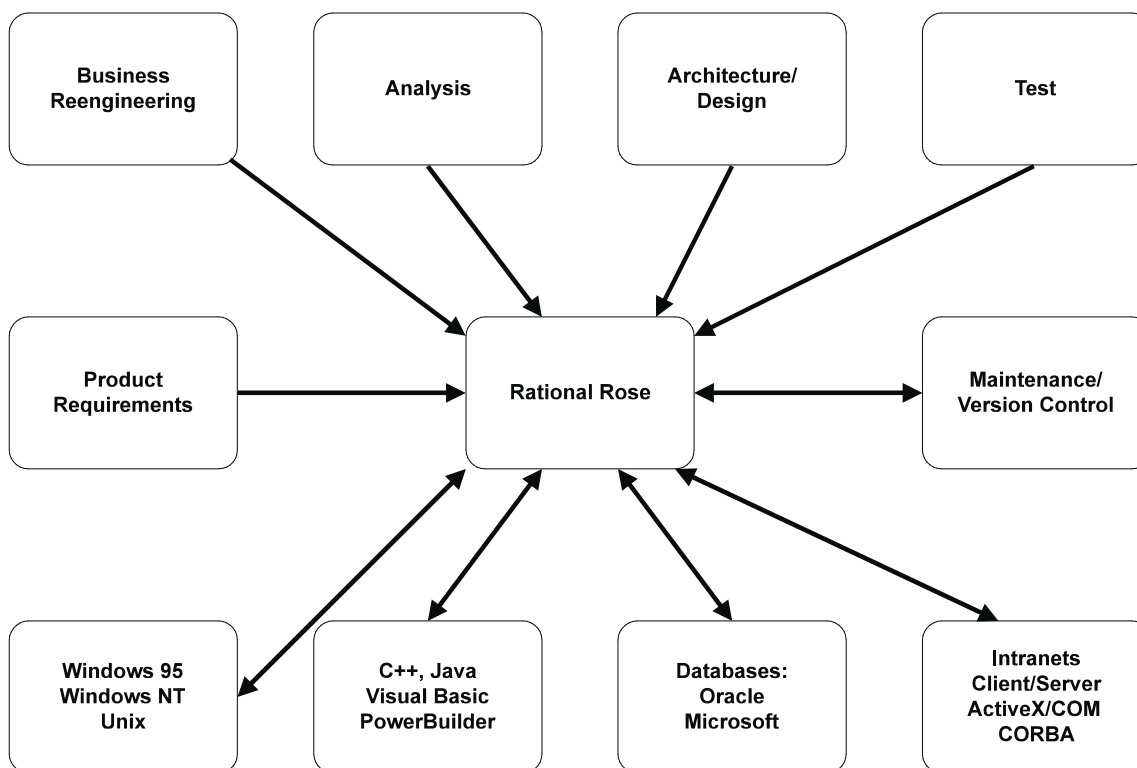 Business
Reengineering
Analysis
Architecture/
Design
Test
Product
Requirements
Rational Rose
Maintenance/
Version Control
Windows 95
Windows NT
Unix
C++, Java
Visual Basic
PowerBuilder
Databases:
Oracle
Microsoft
Intranets
Client/Server
ActiveX/COM
CORBA